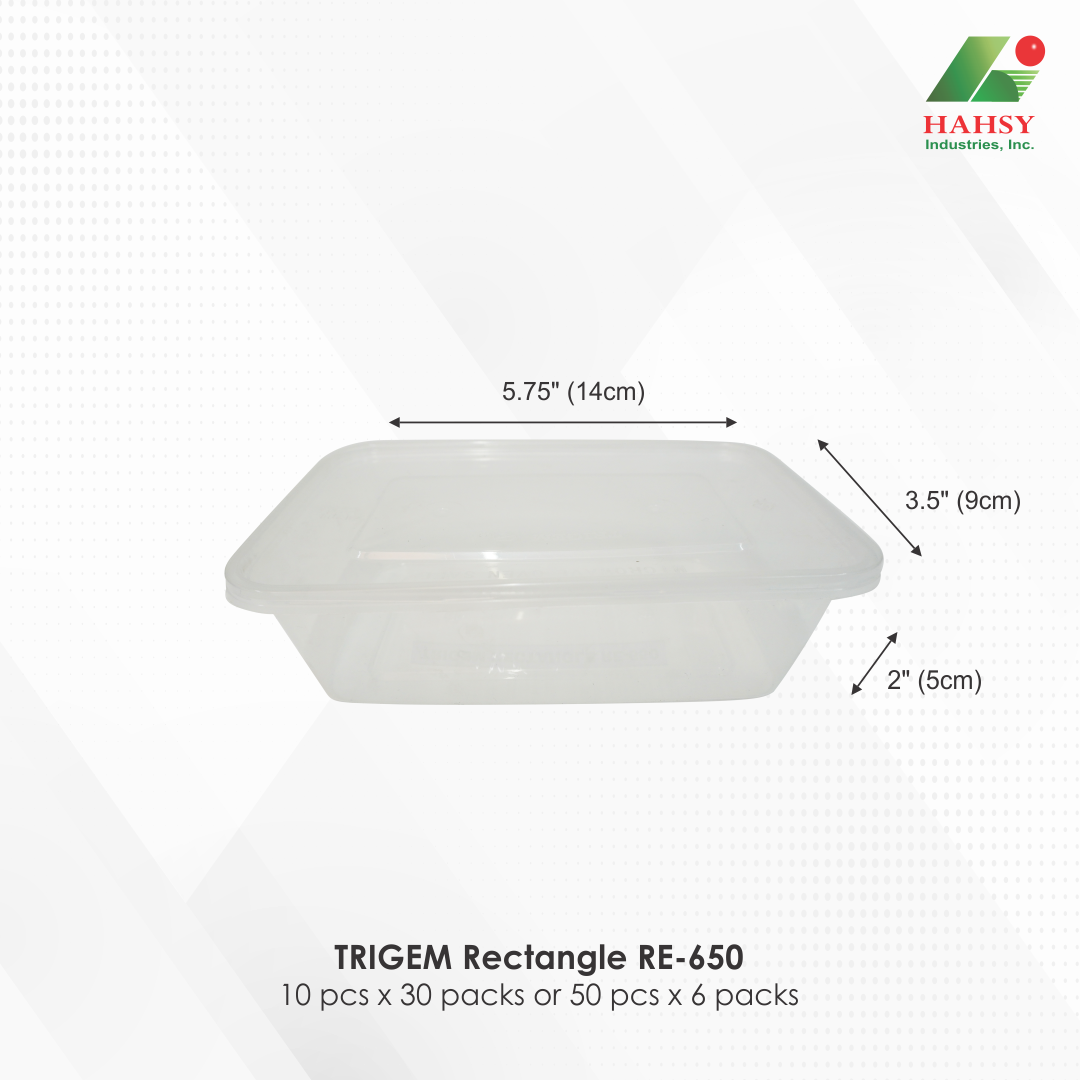 HAHSY
Industries, Inc.
5.75" (14cm)
3.5" (9cm)
2" (5cm)
TRIGEM Rectangle RE-650
10 pcs x 30 packs or 50 pcs x 6 packs